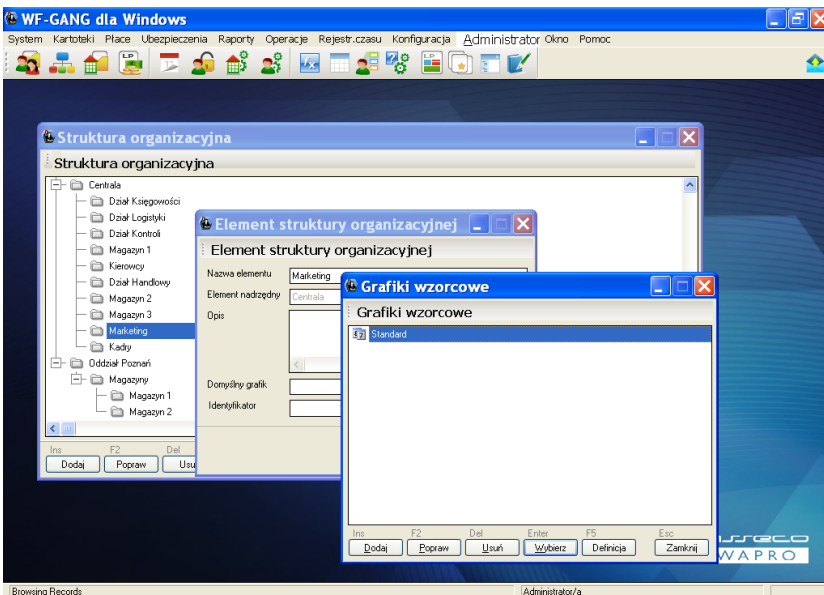 WF-GANG dla Windows
System Kartoteki Płace Ubezpieczenia Raporty Operacje Rejestr.czasu Konfiguracja Administrator Okno Pomoc
Struktura organizacyjna
Struktura organizacyjna
Centrala
Dział Księgowości
Dział Logistyki
Dział Kontroli
Magazyn 1
Kierowcy
Dział Handlowy
Magazyn 2
Magazyn 3
Marketing
Kadry
Oddział Poznań
Magazyny
Magazyn 1
Magazyn 2
Ins F2 Del
Dodaj Popraw Usu
Element struktury organizacyjnej
Element struktury organizacyjnej
Nazwa elementu Marketing
Element nadrzędny Centrala
Opis
Domyślny grafik
Identyfikator
Grafiki wzorcowe
Grafiki wzorcowe
Standard
Ins F2 Del Enter F5 Esc
Dodaj Popraw Usuń Wybierz Definicja Zamknij
WAPRO
Browsing Records Administrator/a